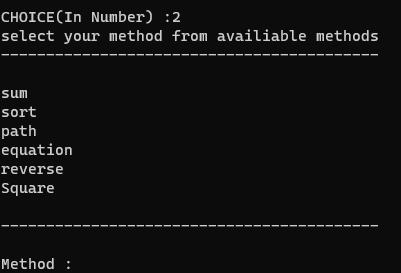 CHOICE(In Number) :2
select your method from availiable methods
------------------------------------------
sum
sort
path
equation
reverse
Square
------------------------------------------
Method :